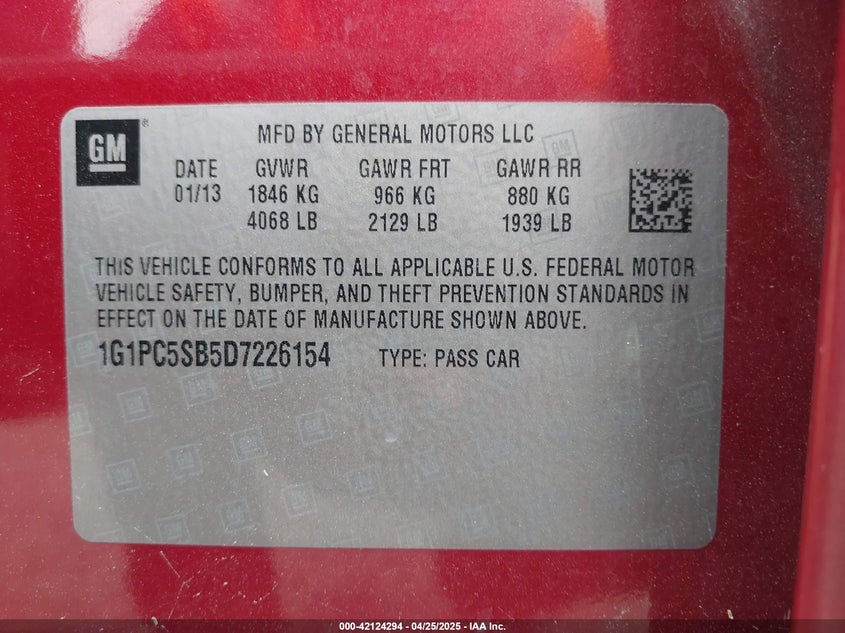 GM®
MFD BY GENERAL MOTORS LLC
DATE GVWR GAWR FRT GAWR RR
01/13 1846 KG 966 KG 880 KG
4068 LB 2129 LB 1939 LB
THIS VEHICLE CONFORMS TO ALL APPLICABLE U.S. FEDERAL MOTOR
VEHICLE SAFETY, BUMPER, AND THEFT PREVENTION STANDARDS IN
EFFECT ON THE DATE OF MANUFACTURE SHOWN ABOVE.
1G1PC5SB5D7226154 TYPE: PASS CAR
000-42124294 - 04/25/2025 - IAA Inc.